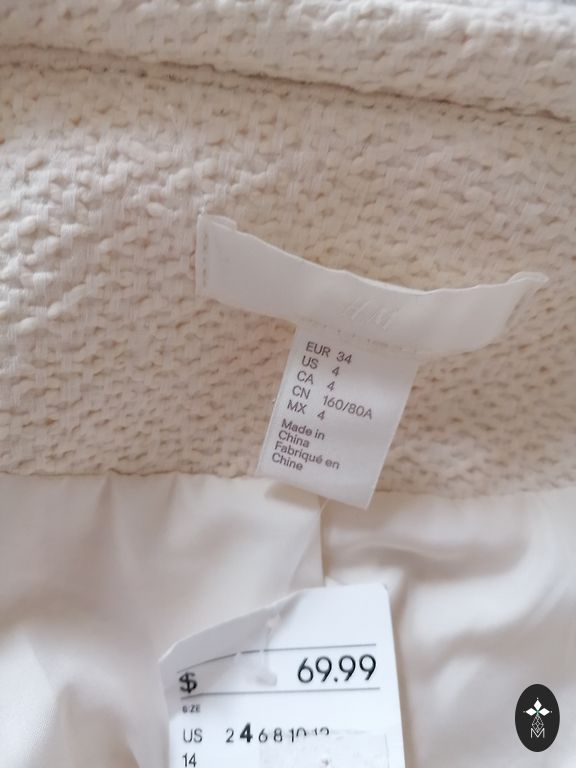 H&M
EUR 34
US 4
CA 4
CN 160/80A
MX 4
Made in
China
Fabriqué en
Chine
$ 69.99
SIZE
US 2 4 6 8 10 12
14
M